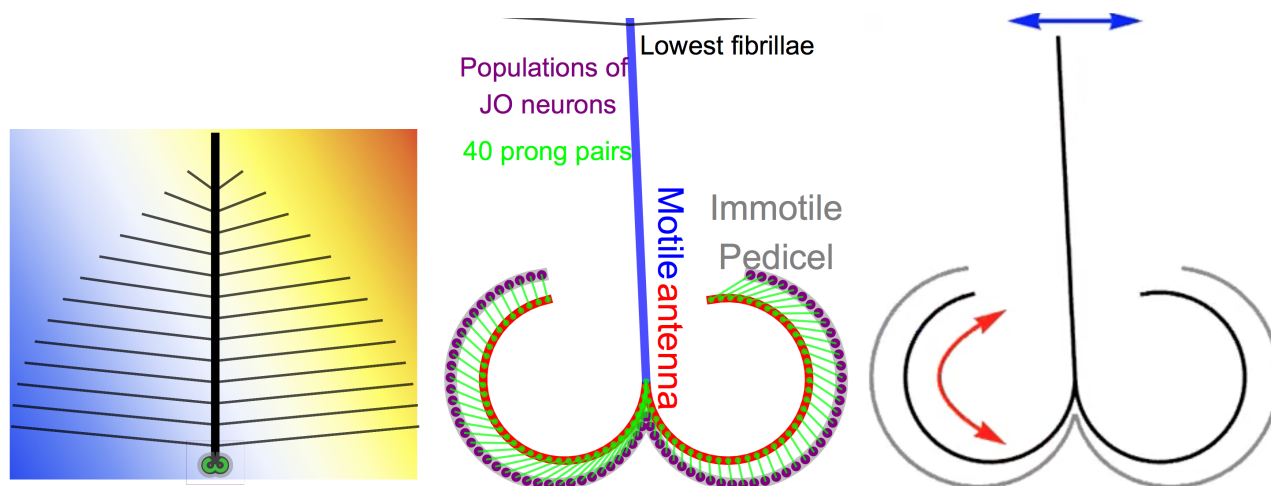 Lowest fibrillae
Populations of
JO neurons
40 prong pairs
Motile antenna
Immotile
Pedicel